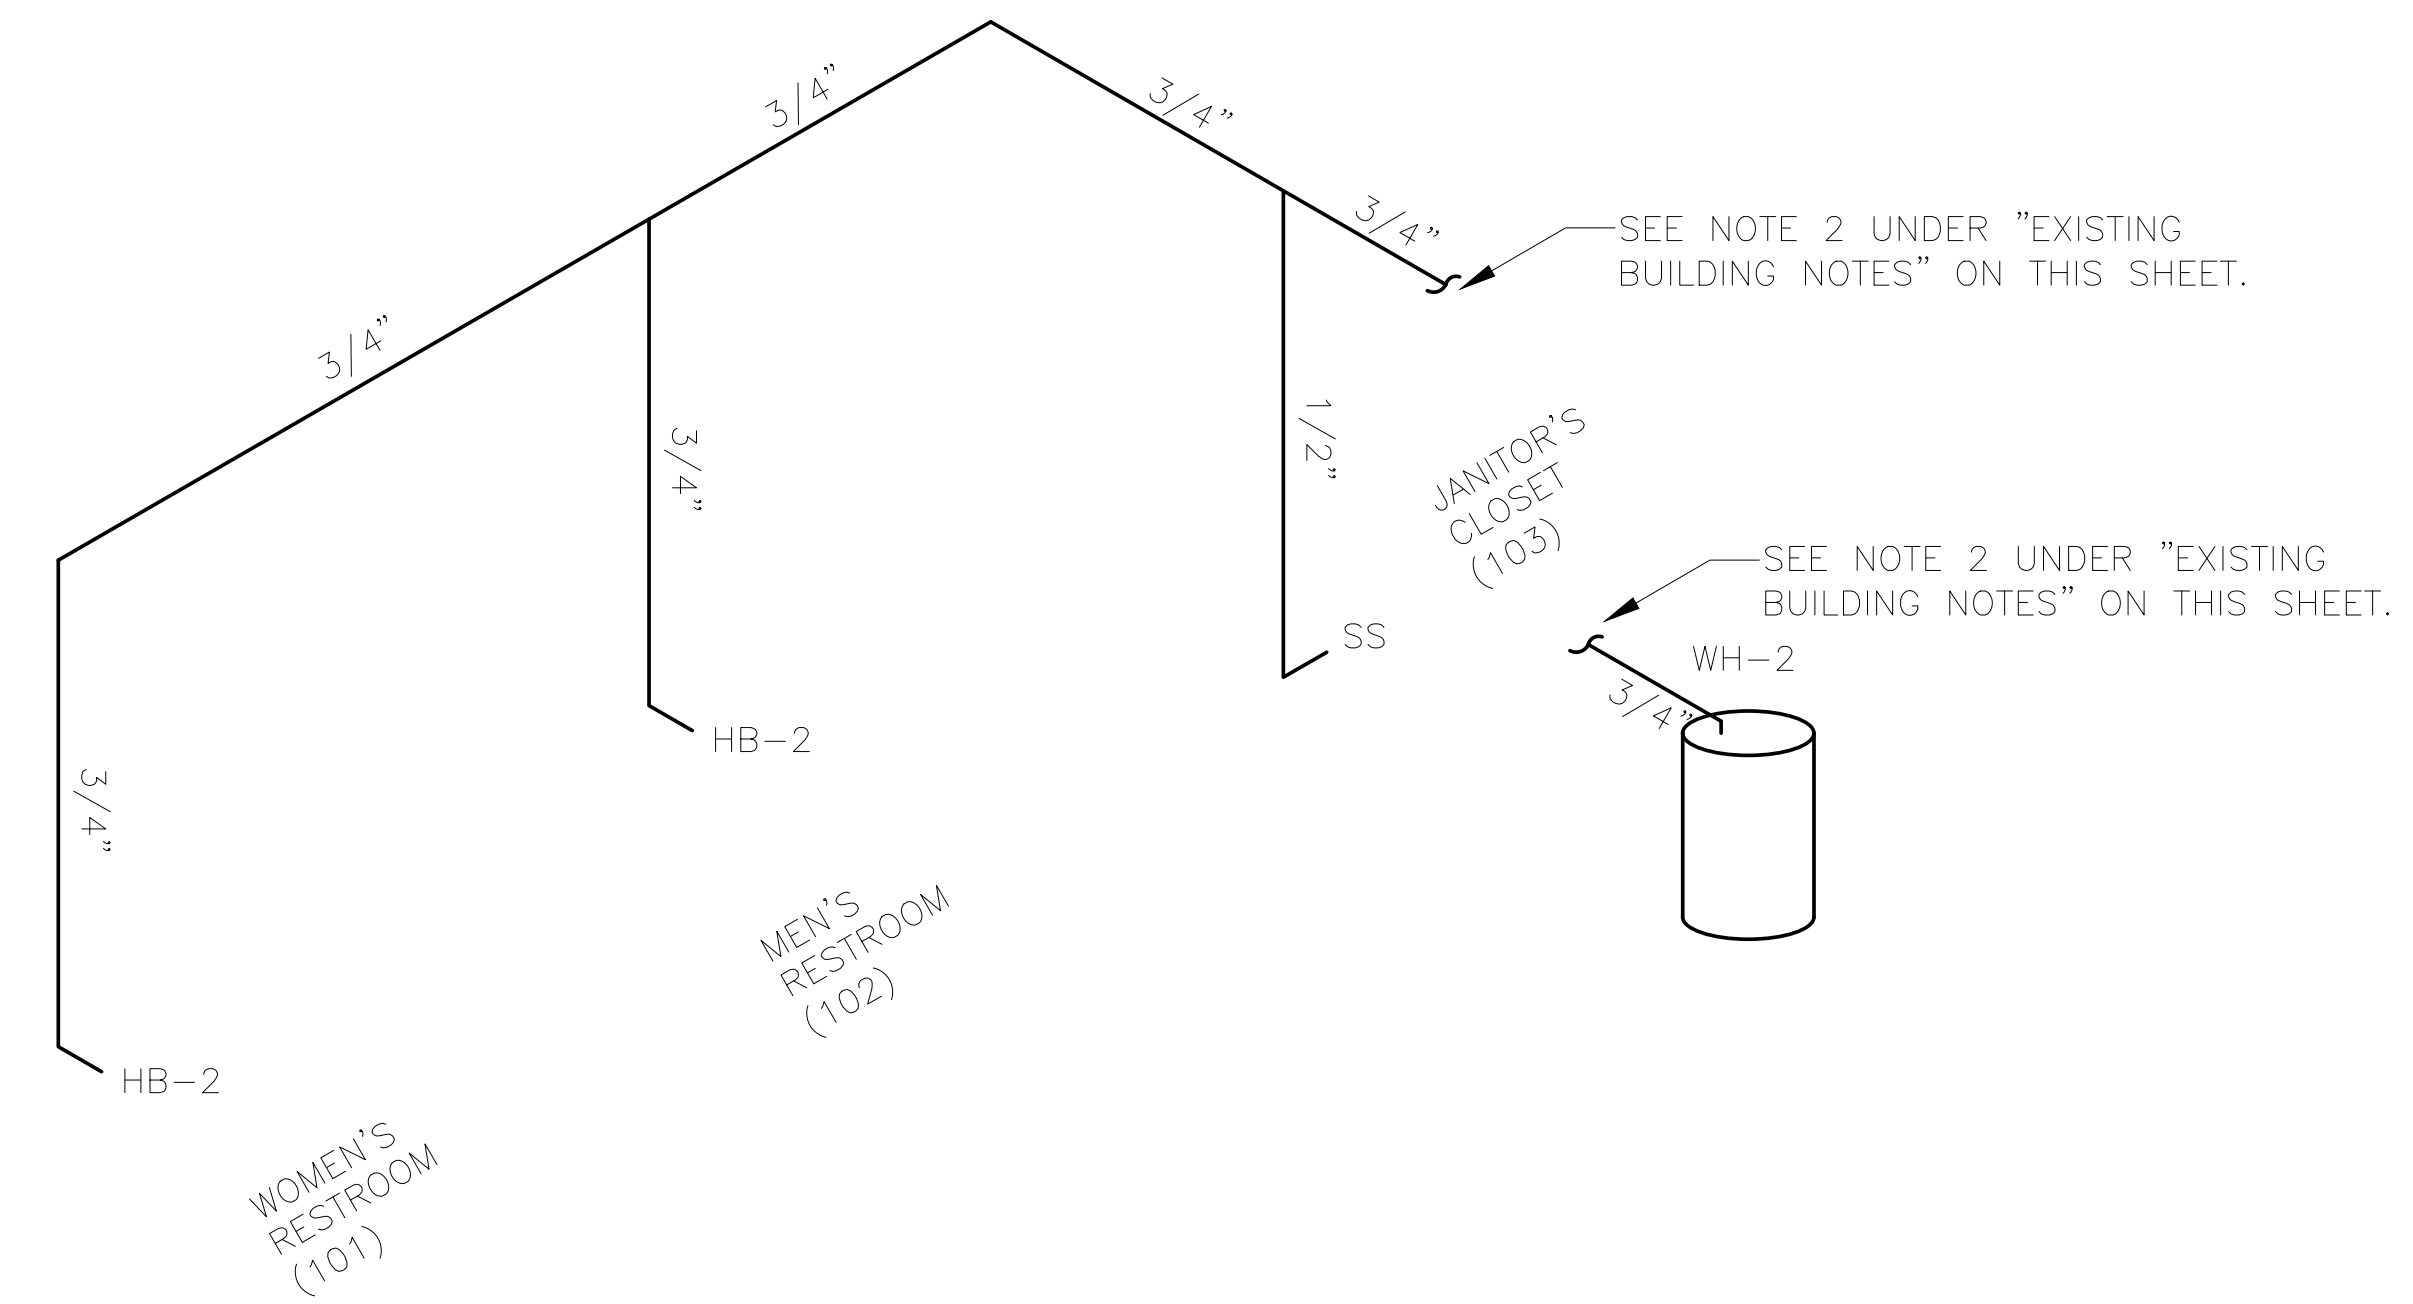 3/4"
3/4"
3/4"
SEE NOTE 2 UNDER "EXISTING
BUILDING NOTES" ON THIS SHEET.
3/4"
3/4"
1/2"
JANITOR'S
CLOSET
(103)
SEE NOTE 2 UNDER "EXISTING
BUILDING NOTES" ON THIS SHEET.
SS
WH-2
3/4"
HB-2
3/4"
MEN'S
RESTROOM
(102)
HB-2
WOMEN'S
RESTROOM
(101)